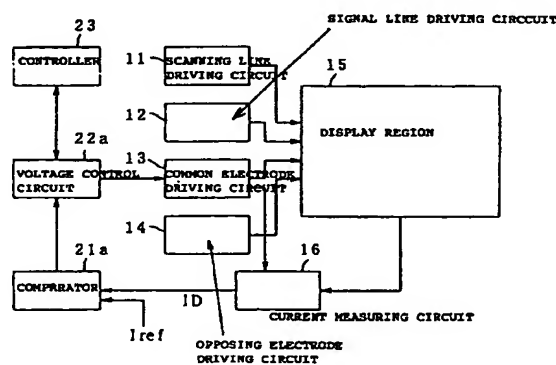 SIGNAL LINE DRIVING CIRCCUIT
23
11
15
CONTROLLER
SCANNING LINE
DRIVING CIRCUIT
12
DISPLAY REGION
22a
13
VOLTAGE CONTROL
CIRCUIT
COMMON ELECTRODE
DRIVING CIRCUIT
14
21a
16
COMPARATOR
ID
Iref
CURRENT MEASURING CIRCUIT
OPPOSING ELECTRODE
DRIVING CIRCUIT